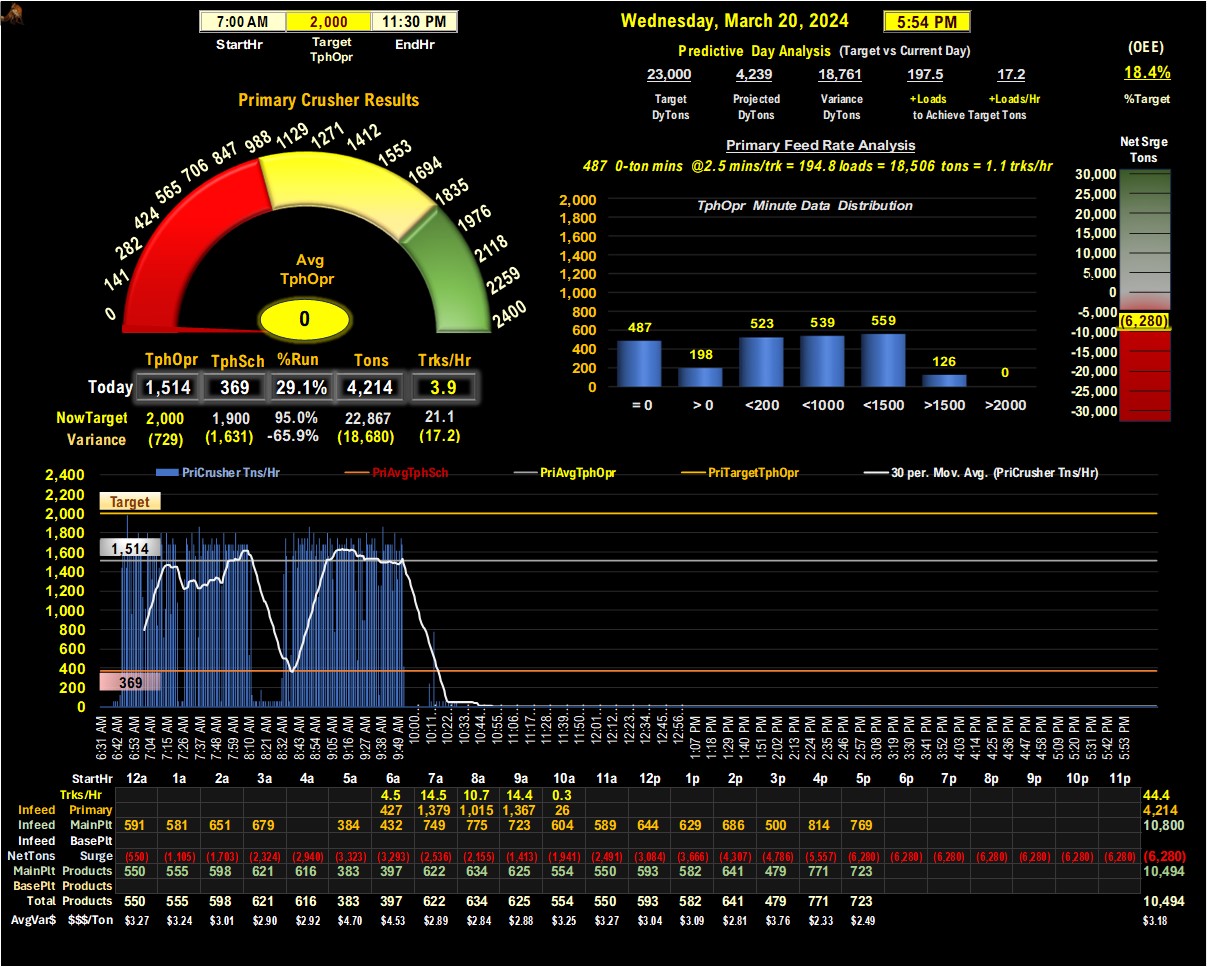 7:00 AM 2,000 11:30 PM
StartHr Target TphOpr EndHr
Wednesday, March 20, 2024 5:54 PM
Predictive Day Analysis (Target vs Current Day)
23,000 4,239 18,761 197.5 17.2
Target DyTons Projected DyTons Variance DyTons +Loads +Loads/Hr
to Achieve Target Tons
(OEE)
18.4%
%Target
Primary Crusher Results
0 141 282 424 565 706 847 988 1129 1271 1412 1553 1694 1835 1976 2118 2259 2400
Avg
TphOpr
0
TphOpr TphSch %Run Tons Trks/Hr
Today 1,514 369 29.1% 4,214 3.9
NowTarget 2,000 1,900 95.0% 22,867 21.1
Variance (729) (1,631) -65.9% (18,680) (17.2)
Primary Feed Rate Analysis
487 0-ton mins @2.5 mins/trk = 194.8 loads = 18,506 tons = 1.1 trks/hr
TphOpr Minute Data Distribution
2,000
1,800
1,600
1,400
1,200
1,000
800
600
400
200
0
487 198 523 539 559 126 0
= 0 > 0 <200 <1000 <1500 >1500 >2000
Net Srge
Tons
30,000
25,000
20,000
15,000
10,000
5,000
0
-5,000
(6,280)
-10,000
-15,000
-20,000
-25,000
-30,000
PriCrusher Tns/Hr PriAvgTphSch PriAvgTphOpr PriTargetTphOpr 30 per. Mov. Avg. (PriCrusher Tns/Hr)
2,400
2,200
2,000
1,800
1,600
1,400
1,200
1,000
800
600
400
200
0
Target
1,514
369
6:31 AM 6:42 AM 6:53 AM 7:04 AM 7:15 AM 7:26 AM 7:37 AM 7:48 AM 7:59 AM 8:10 AM 8:21 AM 8:32 AM 8:43 AM 8:54 AM 9:05 AM 9:16 AM 9:27 AM 9:38 AM 9:49 AM 10:00... 10:11... 10:22... 10:33... 10:44... 10:55... 11:06... 11:17... 11:28... 11:39... 11:50... 12:01... 12:12... 12:23... 12:34... 12:45... 12:56... 1:07 PM 1:18 PM 1:29 PM 1:40 PM 1:51 PM 2:02 PM 2:13 PM 2:24 PM 2:35 PM 2:46 PM 2:57 PM 3:08 PM 3:19 PM 3:30 PM 3:41 PM 3:52 PM 4:03 PM 4:14 PM 4:25 PM 4:36 PM 4:47 PM 4:58 PM 5:09 PM 5:20 PM 5:31 PM 5:42 PM 5:53 PM
StartHr 12a 1a 2a 3a 4a 5a 6a 7a 8a 9a 10a 11a 12p 1p 2p 3p 4p 5p 6p 7p 8p 9p 10p 11p
Trks/Hr 4.5 14.5 10.7 14.4 0.3 44.4
Infeed Primary 427 1,379 1,015 1,367 26 4,214
Infeed MainPlt 591 581 651 679 384 432 749 775 723 604 589 644 629 686 500 814 769 10,800
Infeed BasePlt
NetTons Surge (550) (1,105) (1,703) (2,324) (2,940) (3,323) (3,293) (2,536) (2,155) (1,413) (1,941) (2,491) (3,084) (3,666) (4,307) (4,786) (5,557) (6,280) (6,280) (6,280) (6,280) (6,280) (6,280) (6,280) (6,280)
MainPlt Products 550 555 598 621 616 383 397 622 634 625 554 550 593 582 641 479 771 723 10,494
BasePlt Products
Total Products 550 555 598 621 616 383 397 622 634 625 554 550 593 582 641 479 771 723 10,494
AvgVar$ $$$/Ton $3.27 $3.24 $3.01 $2.90 $2.92 $4.70 $4.53 $2.89 $2.84 $2.88 $3.25 $3.27 $3.04 $3.09 $2.81 $3.76 $2.33 $2.49 $3.18